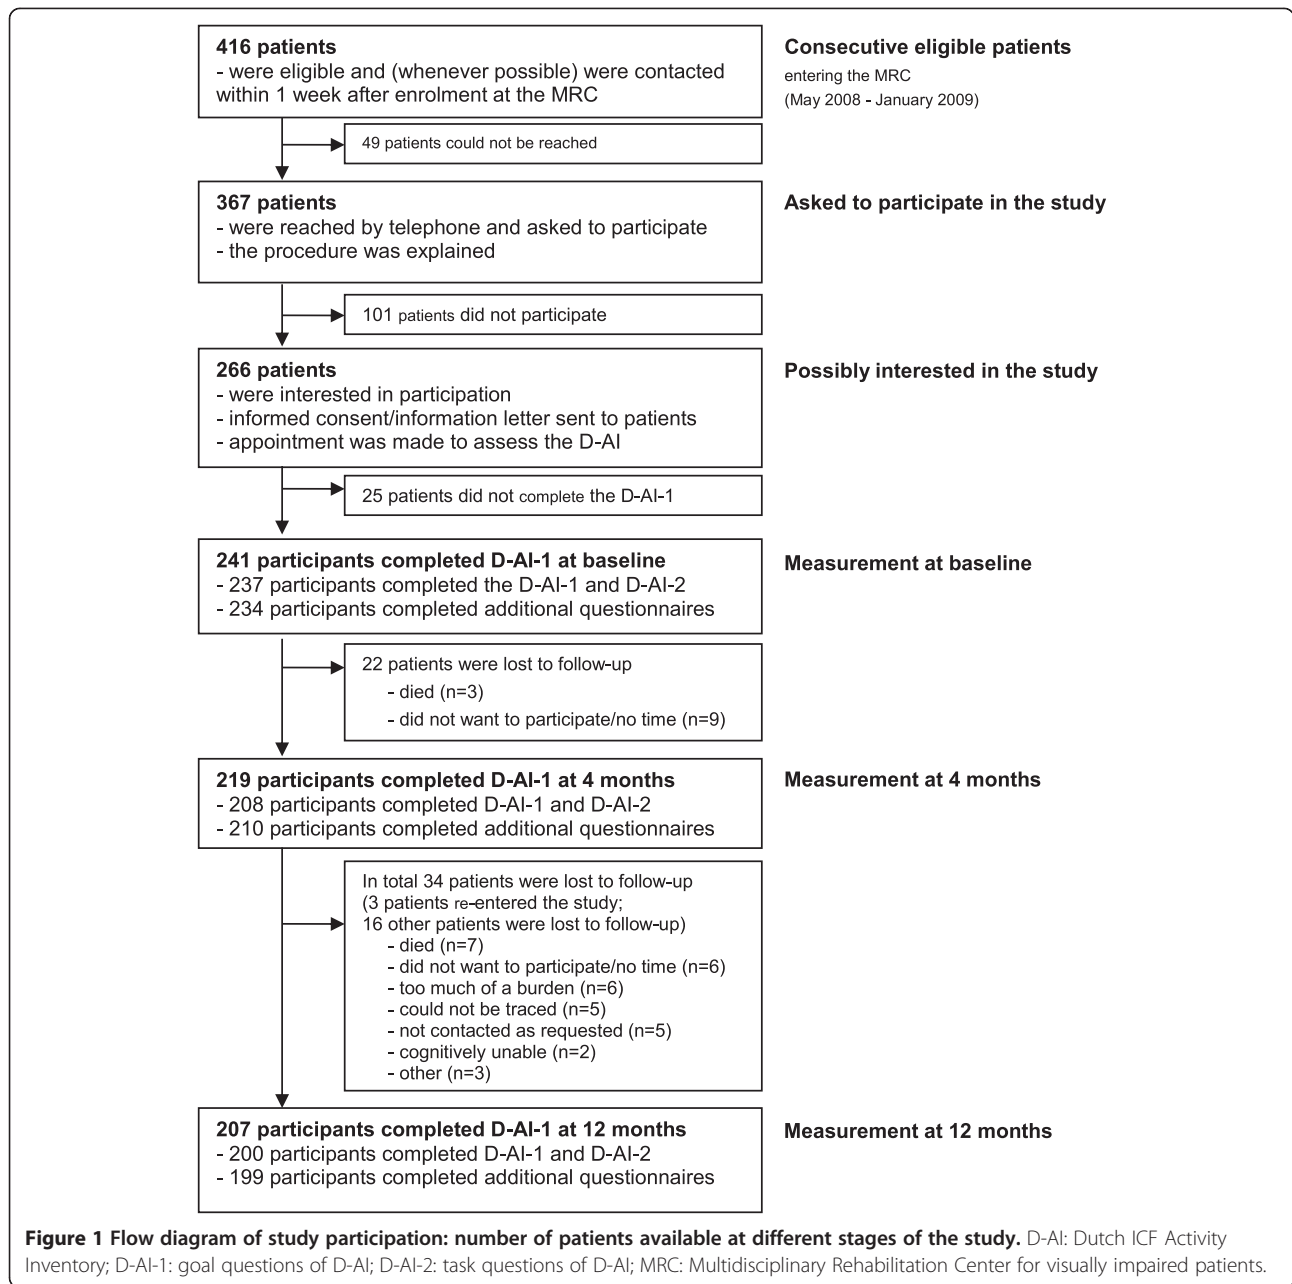 416 patients
- were eligible and (whenever possible) were contacted
within 1 week after enrolment at the MRC
Consecutive eligible patients
entering the MRC
(May 2008 - January 2009)
49 patients could not be reached
367 patients
- were reached by telephone and asked to participate
- the procedure was explained
Asked to participate in the study
101 patients did not participate
266 patients
- were interested in participation
- informed consent/information letter sent to patients
- appointment was made to assess the D-AI
Possibly interested in the study
25 patients did not complete the D-AI-1
241 participants completed D-AI-1 at baseline
- 237 participants completed the D-AI-1 and D-AI-2
- 234 participants completed additional questionnaires
Measurement at baseline
22 patients were lost to follow-up
- died (n=3)
- did not want to participate/no time (n=9)
219 participants completed D-AI-1 at 4 months
- 208 participants completed D-AI-1 and D-AI-2
- 210 participants completed additional questionnaires
Measurement at 4 months
In total 34 patients were lost to follow-up
(3 patients re-entered the study;
16 other patients were lost to follow-up)
- died (n=7)
- did not want to participate/no time (n=6)
- too much of a burden (n=6)
- could not be traced (n=5)
- not contacted as requested (n=5)
- cognitively unable (n=2)
- other (n=3)
207 participants completed D-AI-1 at 12 months
- 200 participants completed D-AI-1 and D-AI-2
- 199 participants completed additional questionnaires
Measurement at 12 months
Figure 1 Flow diagram of study participation: number of patients available at different stages of the study. D-AI: Dutch ICF Activity
Inventory; D-AI-1: goal questions of D-AI; D-AI-2: task questions of D-AI; MRC: Multidisciplinary Rehabilitation Center for visually impaired patients.